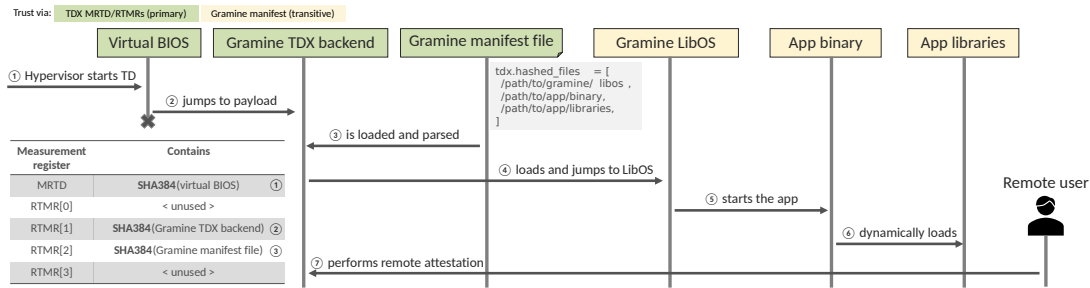 Trust via: TDX MRTD/RTMRs (primary) Gramine manifest (transitive)
Virtual BIOS Gramine TDX backend Gramine manifest file Gramine LibOS App binary App libraries
① Hypervisor starts TD
② jumps to payload
tdx.hashed_files = [
/path/to/gramine/ libos ,
/path/to/app/binary,
/path/to/app/libraries,
]
③ is loaded and parsed
④ loads and jumps to LibOS
⑤ starts the app
⑥ dynamically loads
⑦ performs remote attestation
Remote user
Measurement register Contains
MRTD SHA384(virtual BIOS) ①
RTMR[0] < unused >
RTMR[1] SHA384(Gramine TDX backend) ②
RTMR[2] SHA384(Gramine manifest file) ③
RTMR[3] < unused >